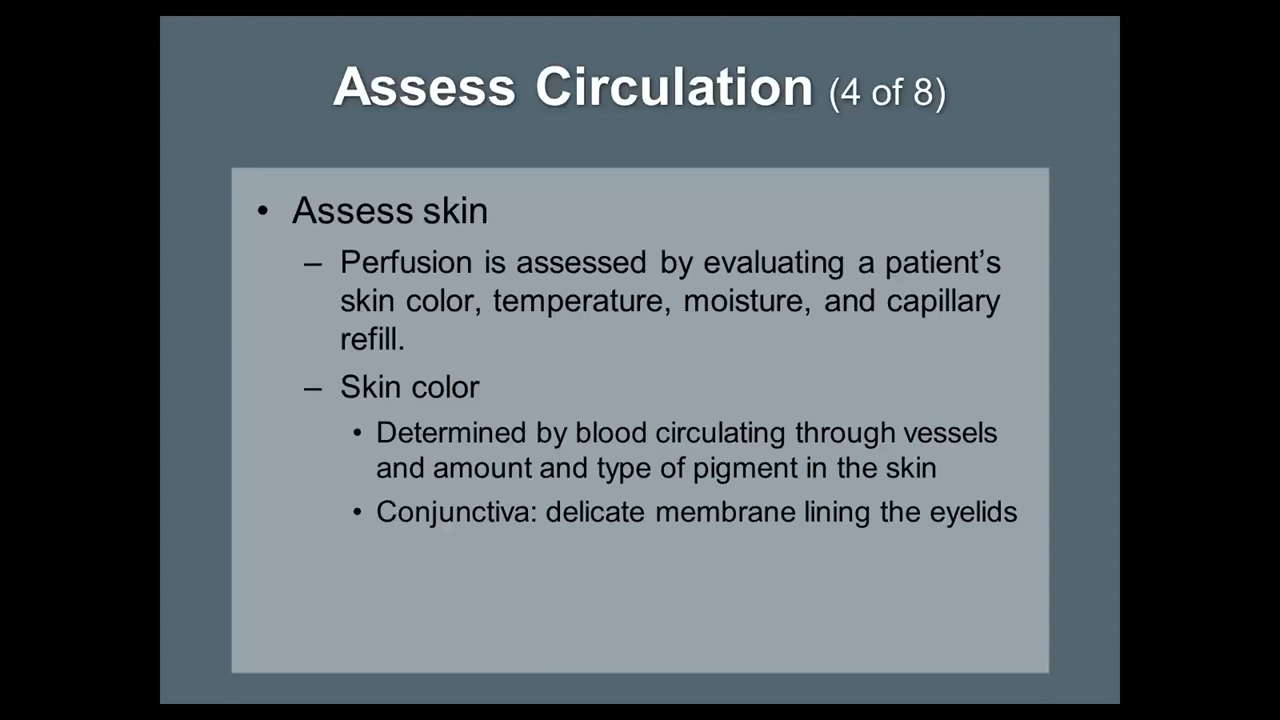 Assess Circulation (4 of 8)
• Assess skin
– Perfusion is assessed by evaluating a patient’s
skin color, temperature, moisture, and capillary
refill.
– Skin color
• Determined by blood circulating through vessels
and amount and type of pigment in the skin
• Conjunctiva: delicate membrane lining the eyelids